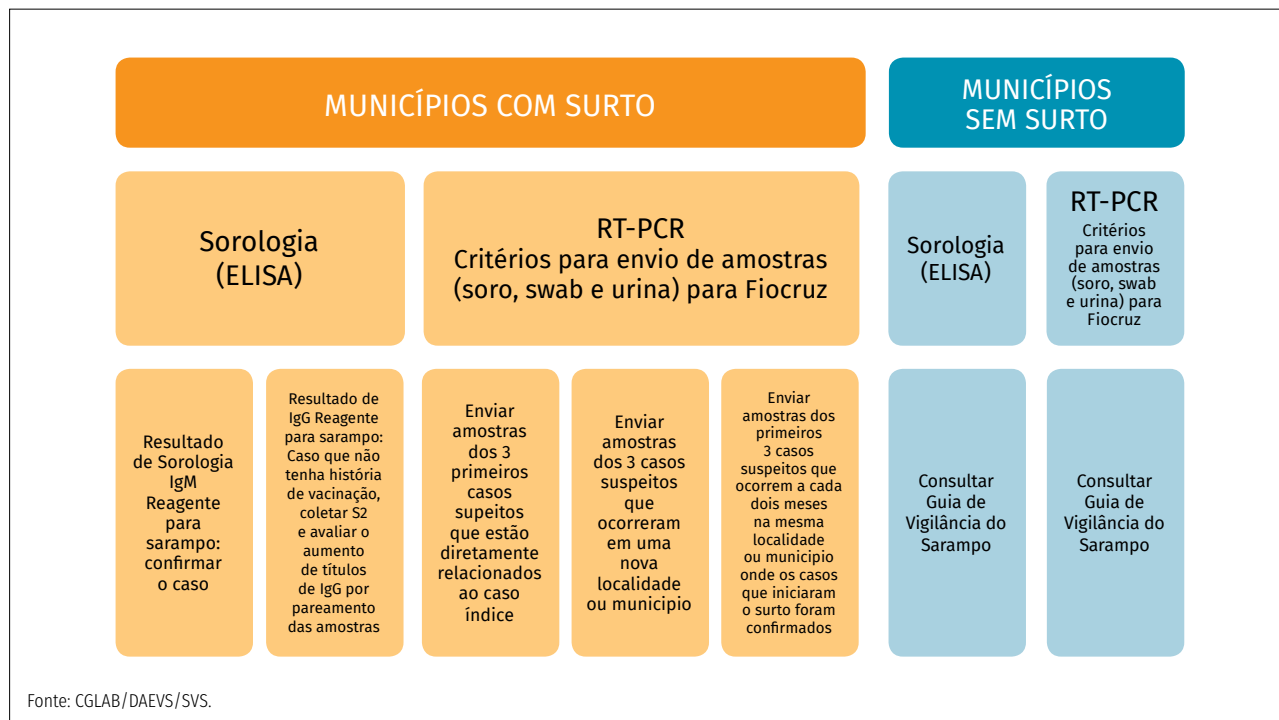 MUNICÍPIOS COM SURTO
MUNICÍPIOS
SEM SURTO
Sorologia
(ELISA)
RT-PCR
Critérios para envio de amostras
(soro, swab e urina) para Fiocruz
Sorologia
(ELISA)
RT-PCR
Critérios
para envio
de amostras
(soro, swab
e urina) para
Fiocruz
Resultado
de Sorologia
IgM
Reagente
para
sarampo:
confirmar
o caso
Resultado de
IgG Reagente
para sarampo:
Caso que não
tenha história
de vacinação,
coletar S2
e avaliar o
aumento
de títulos
de IgG por
pareamento
das amostras
Enviar
amostras
dos 3
primeiros
casos
supeitos
que estão
diretamente
relacionados
ao caso
índice
Enviar
amostras
dos 3 casos
suspeitos
que
ocorreram
em uma
nova
localidade
ou municipio
Enviar
amostras dos
primeiros
3 casos
suspeitos que
ocorrem a cada
dois meses
na mesma
localidade
ou municipio
onde os casos
que iniciaram
o surto foram
confirmados
Consultar
Guia de
Vigilância do
Sarampo
Consultar
Guia de
Vigilância do
Sarampo
Fonte: CGLAB/DAEVS/SVS.